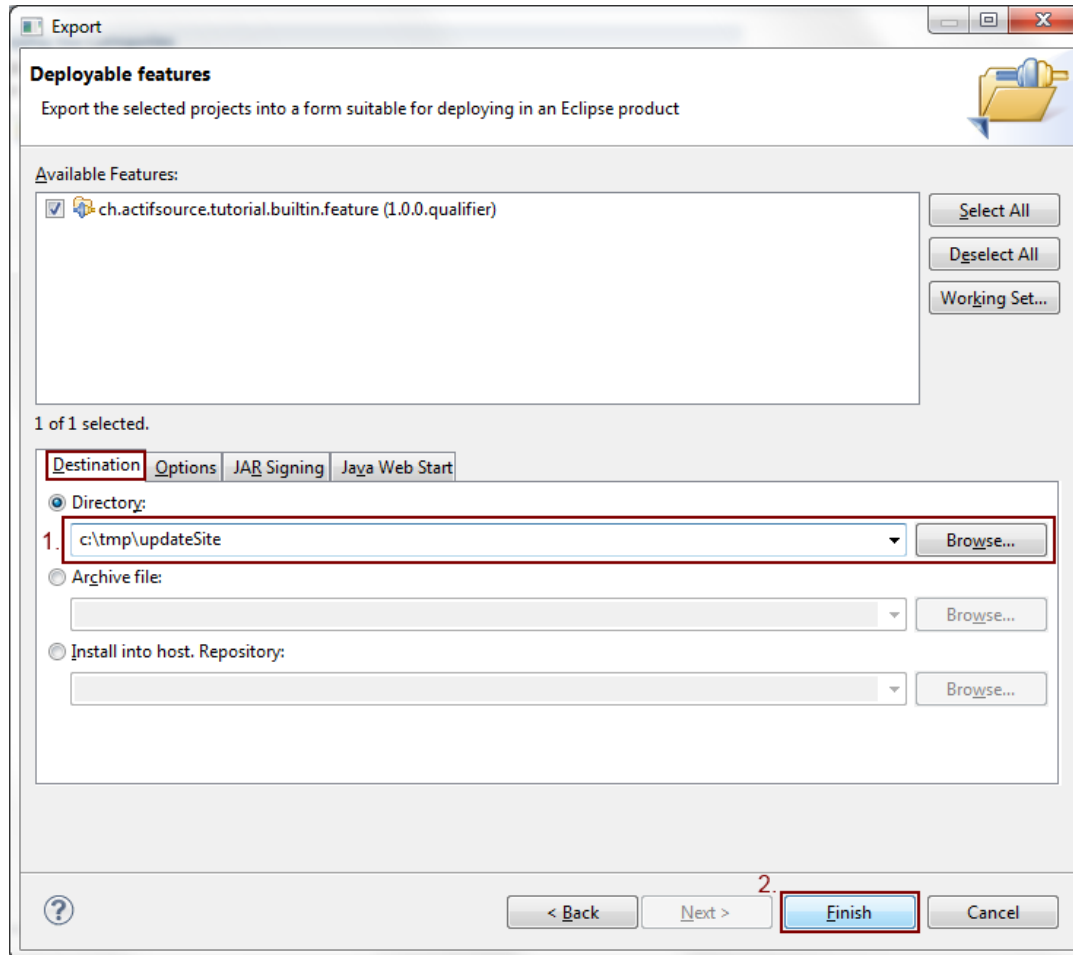 Export
Deployable features
Export the selected projects into a form suitable for deploying in an Eclipse product
Available Features:
ch.actifsource.tutorial.builtin.feature (1.0.0.qualifier)
Select All
Deselect All
Working Set...
1 of 1 selected.
Destination Options JAR Signing Java Web Start
Directory:
1. c:\tmp\updateSite Browse...
Archive file:
Browse...
Install into host. Repository:
Browse...
2.
? < Back Next > Finish Cancel